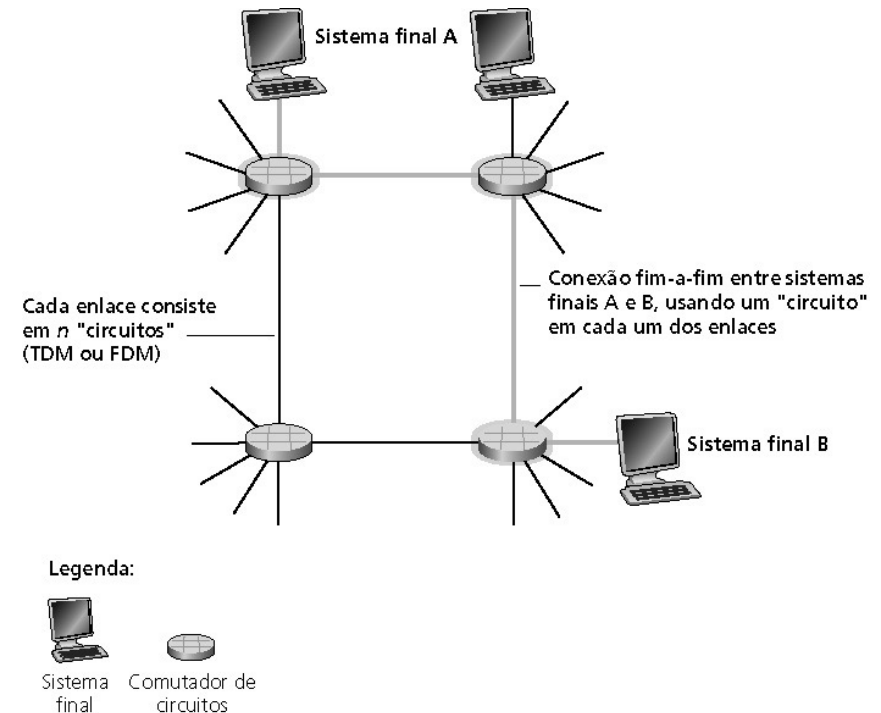 Sistema final A
Conexão fim-a-fim entre sistemas
finais A e B, usando um "circuito"
em cada um dos enlaces
Cada enlace consiste
em n "circuitos"
(TDM ou FDM)
Sistema final B
Legenda:
Sistema
final
Comutador de
circuitos